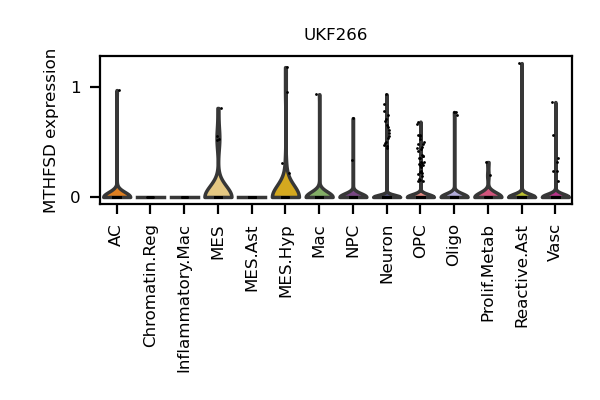 UKF266
MTHFSD expression
1
0
AC
Chromatin.Reg
Inflammatory.Mac
MES
MES.Ast
MES.Hyp
Mac
NPC
Neuron
OPC
Oligo
Prolif.Metab
Reactive.Ast
Vasc